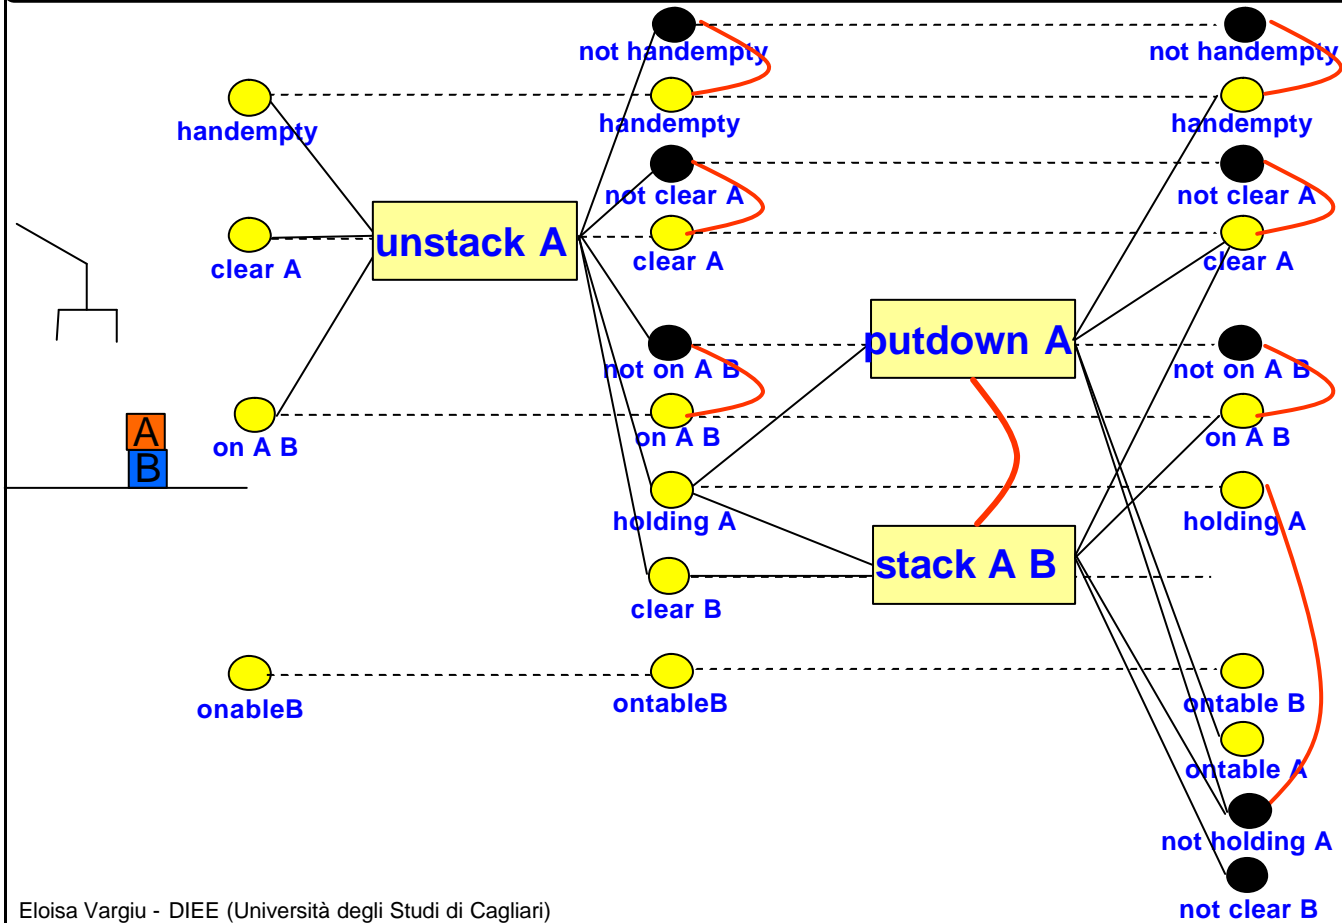 not handempty
not handempty
handempty
handempty
handempty
not clear A
not clear A
unstack A
clear A
clear A
clear A
putdown A
not on A B
not on A B
A
on A B
on A B
on A B
B
holding A
holding A
stack A B
clear B
onableB
ontableB
ontable B
ontable A
not holding A
not clear B
Eloisa Vargiu - DIEE (Università degli Studi di Cagliari)